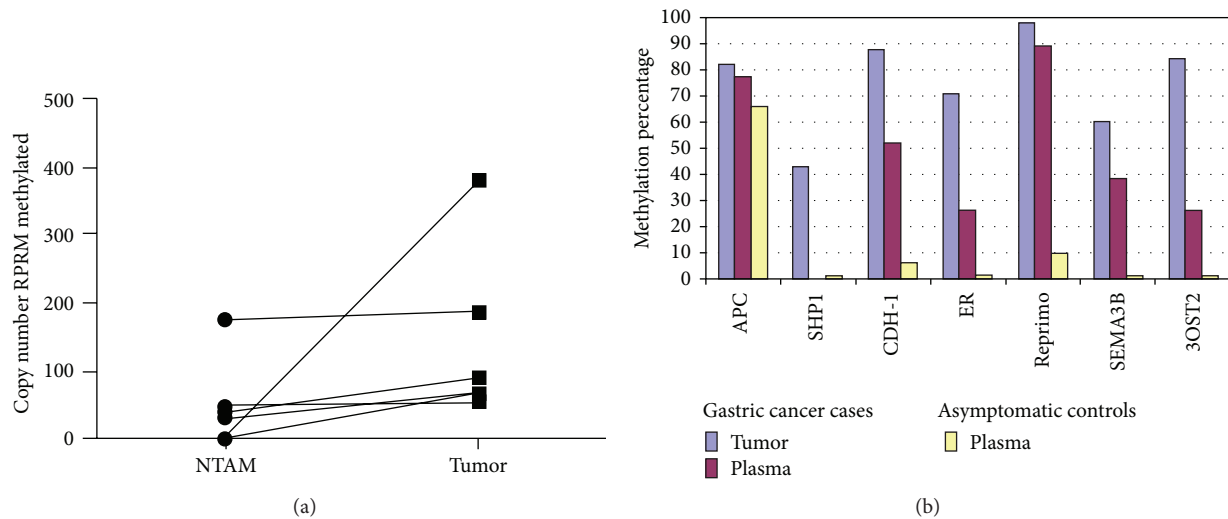 500
400
300
200
100
0
Copy number RPRM methylated
NTAM Tumor
(a)
100
90
80
70
60
50
40
30
20
10
0
Methylation percentage
APC
SHP1
CDH-1
ER
Reprimo
SEMA3B
3OST2
Gastric cancer cases
Tumor
Plasma
Asymptomatic controls
Plasma
(b)